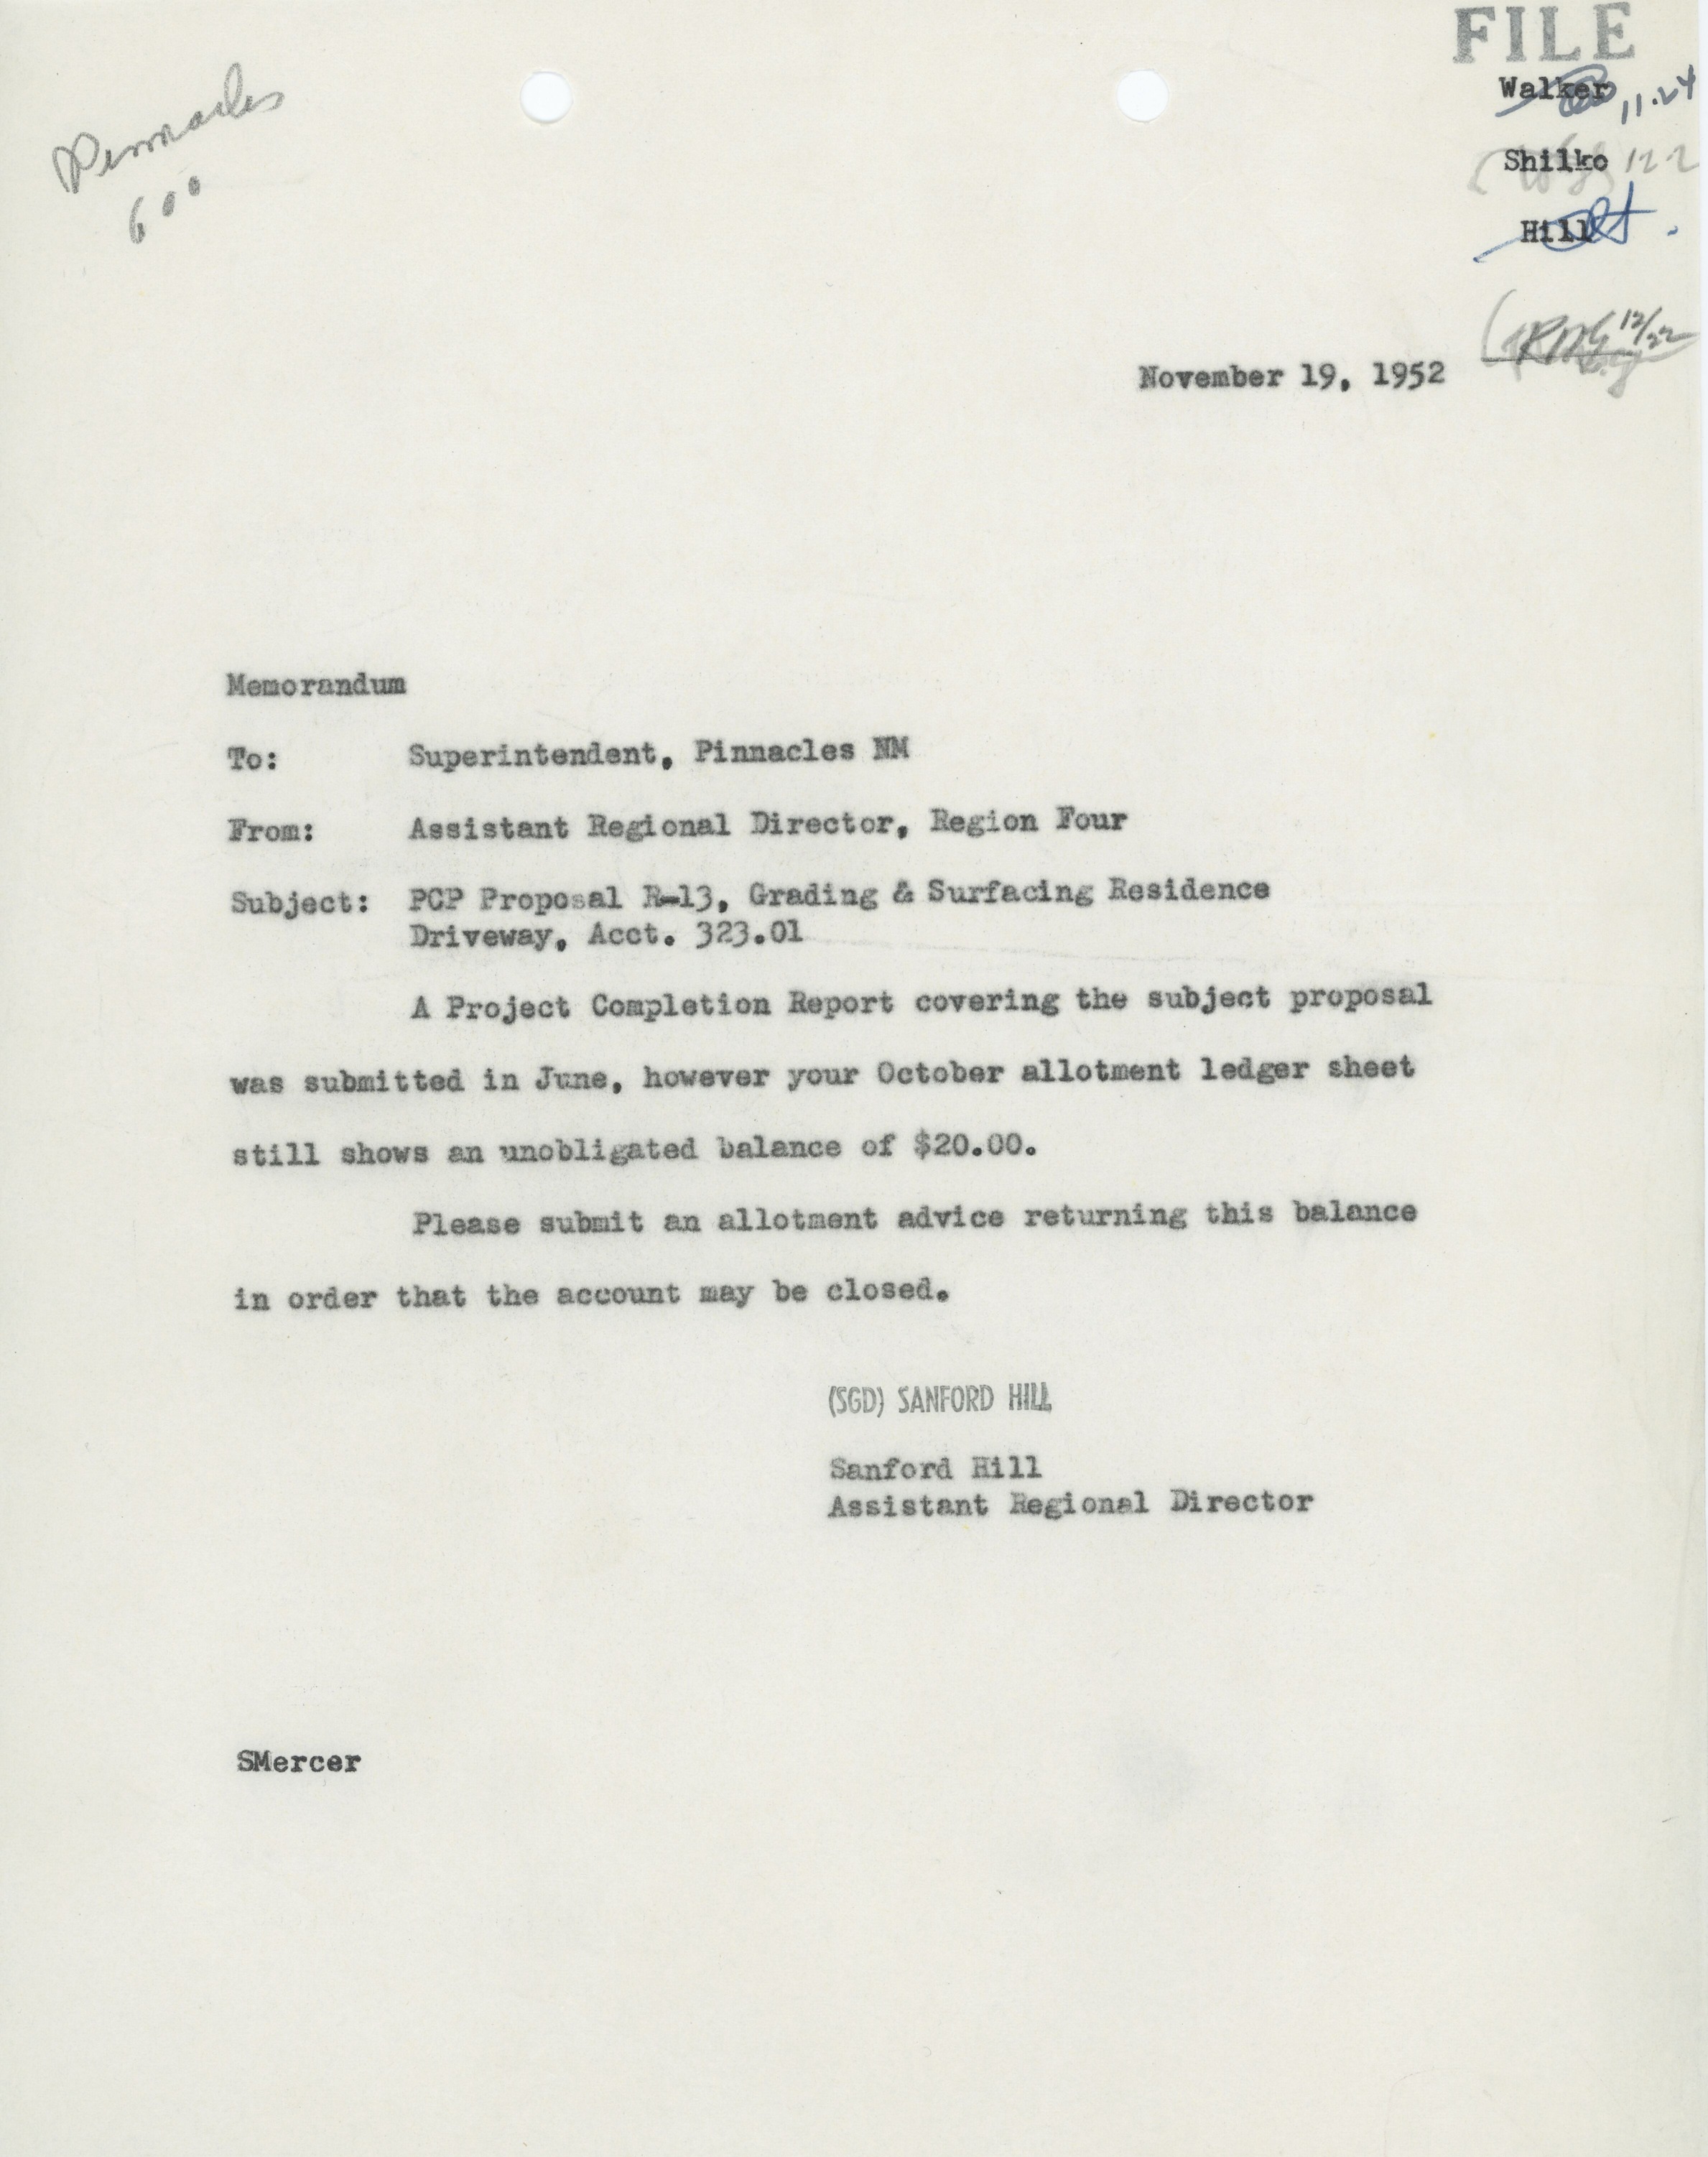 FILE
Pinnacles
600
Walker 11.24
Shilko 12-2
Hill
12/22
November 19, 1952
Memorandum
To: Superintendent, Pinnacles NM
From: Assistant Regional Director, Region Four
Subject: PCP Proposal R-13, Grading & Surfacing Residence
Driveway, Acct. 323.01
A Project Completion Report covering the subject proposal
was submitted in June, however your October allotment ledger sheet
still shows an unobligated balance of $20.00.
Please submit an allotment advice returning this balance
in order that the account may be closed.
(SGD) SANFORD HILL
Sanford Hill
Assistant Regional Director
SMercer